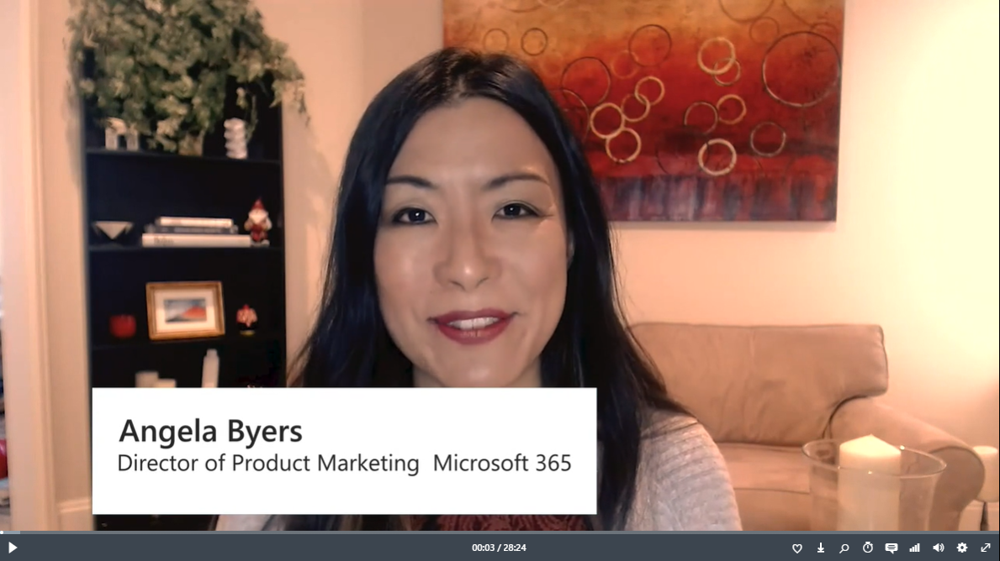 Angela Byers
Director of Product Marketing Microsoft 365
00:03 / 28:24